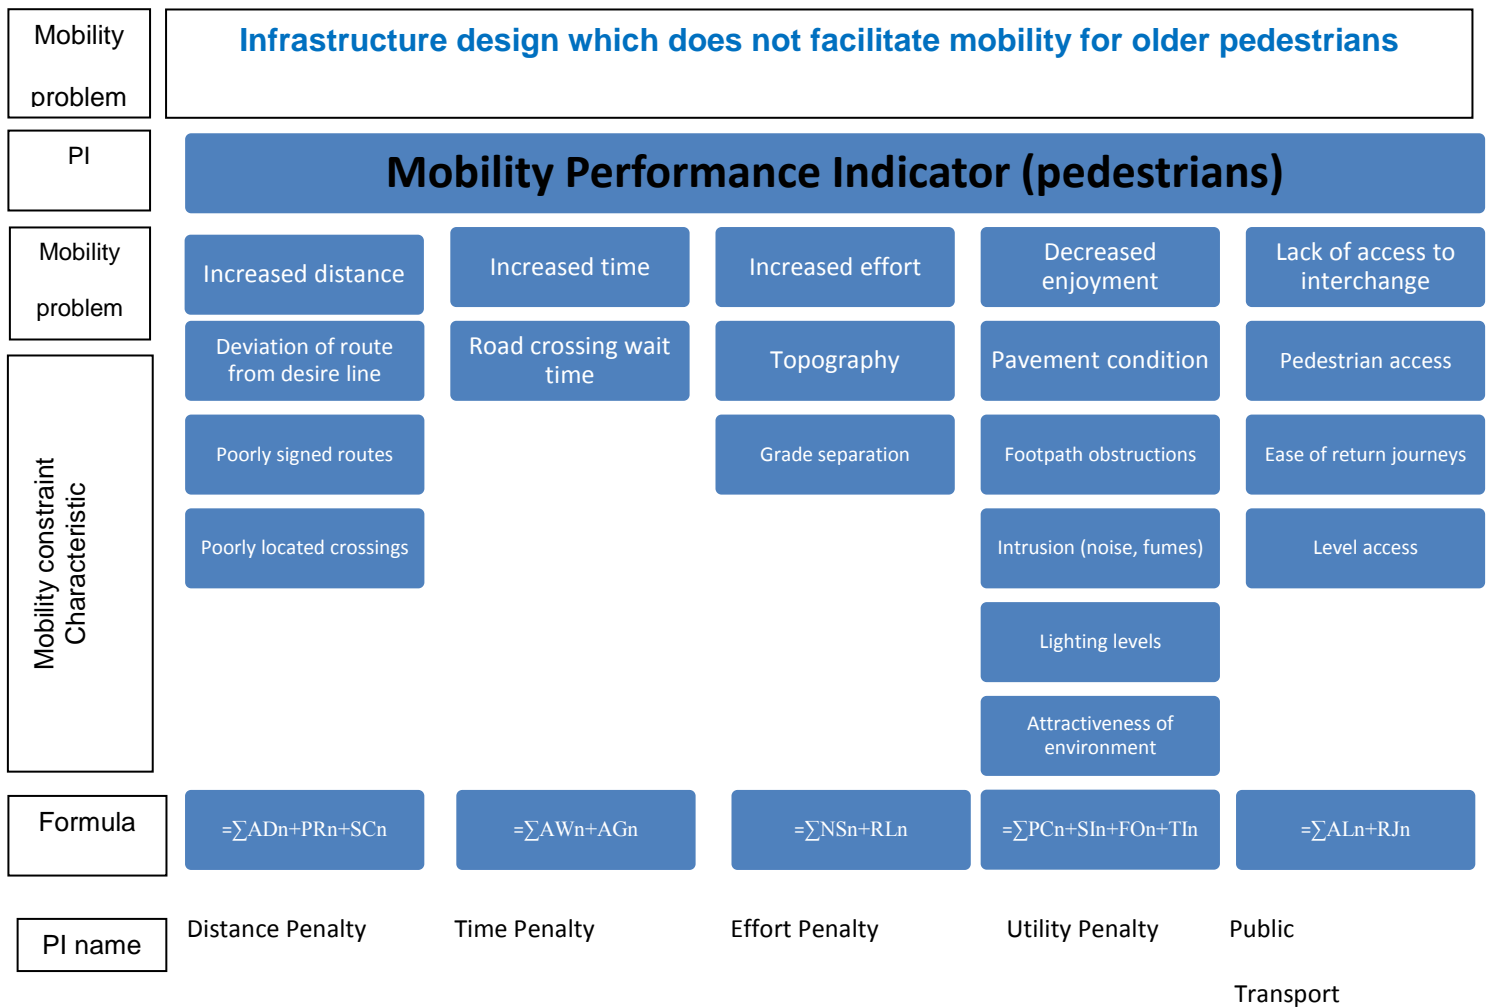 Mobility
problem
Infrastructure design which does not facilitate mobility for older pedestrians
PI
Mobility Performance Indicator (pedestrians)
Mobility
problem
Increased distance
Increased time
Increased effort
Decreased
enjoyment
Lack of access to
interchange
Mobility constraint
Characteristic
Deviation of route
from desire line
Road crossing wait
time
Topography
Pavement condition
Pedestrian access
Poorly signed routes
Grade separation
Footpath obstructions
Ease of return journeys
Poorly located crossings
Intrusion (noise, fumes)
Level access
Lighting levels
Attractiveness of
environment
Formula
=∑ADn+PRn+SCn
=∑AWn+AGn
=∑NSn+RLn
=∑PCn+SIn+FOn+TIn
=∑ALn+RJn
PI name
Distance Penalty
Time Penalty
Effort Penalty
Utility Penalty
Public
Transport